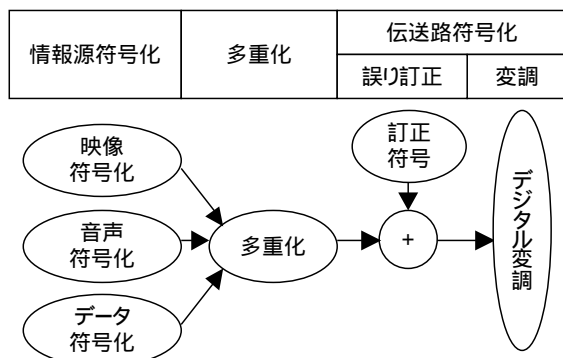 情報源符号化
多重化
伝送路符号化
誤り訂正
変調
映像
符号化
音声
符号化
データ
符号化
多重化
訂正
符号
+
デジタル変調